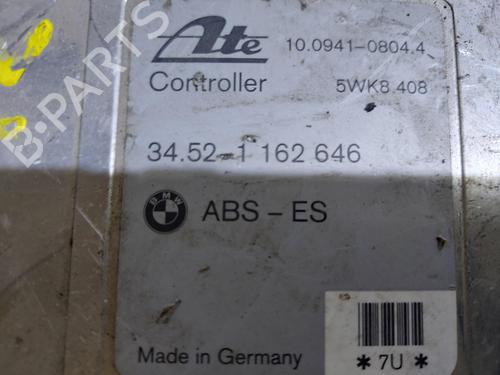 Ate 10.0941-0804.4
Controller 5WK8.408
34.52-1 162 646
BMW ABS - ES
Made in Germany * 7U *
B-PARTS